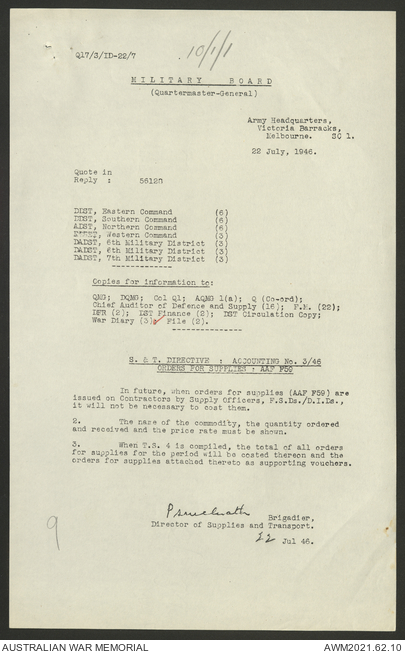 Q17/3/ID-22/7
10/1/1
MILITARY BOARD
(Quartermaster-General)
Army Headquarters,
Victoria Barracks,
Melbourne. SC 1.
22 July, 1946.
Quote in
Reply :
DDST, Eastern Command (6)
DDST, Southern Command (6)
ADST, Northern Command (6)
Western Command (3)
DADST, 6th Military District (3)
DADST, 6th Military District (3)
DADST, 7th Military District (3)
Copies for information to:
QMG; DQMG; Col Q1; AQMG 1(a); Q (Co-ord);
Chief Auditor of Defence and Supply (16); F.M. (22);
DFR (2); DST Finance (2); DST Circulation Copy;
War Diary (3); File (2).
S. & T. DIRECTIVE : ACCOUNTING No. 3/46
ORDERS FOR SUPPLIES : AAF F59
In future, when orders for supplies (AAF F59) are
issued on Contractors by Supply Officers, F.S.Ds./D.I.Ds.,
it will not be necessary to cost them.
2. The name of the commodity, the quantity ordered
and received and the price rate must be shown.
3. When T.S. 4 is compiled, the total of all orders
for supplies for the period will be costed thereon and the
orders for supplies attached thereto as supporting vouchers.
Brigadier,
Director of Supplies and Transport.
22 Jul 46.
9
AUSTRALIAN WAR MEMORIAL
AWM2021.62.10